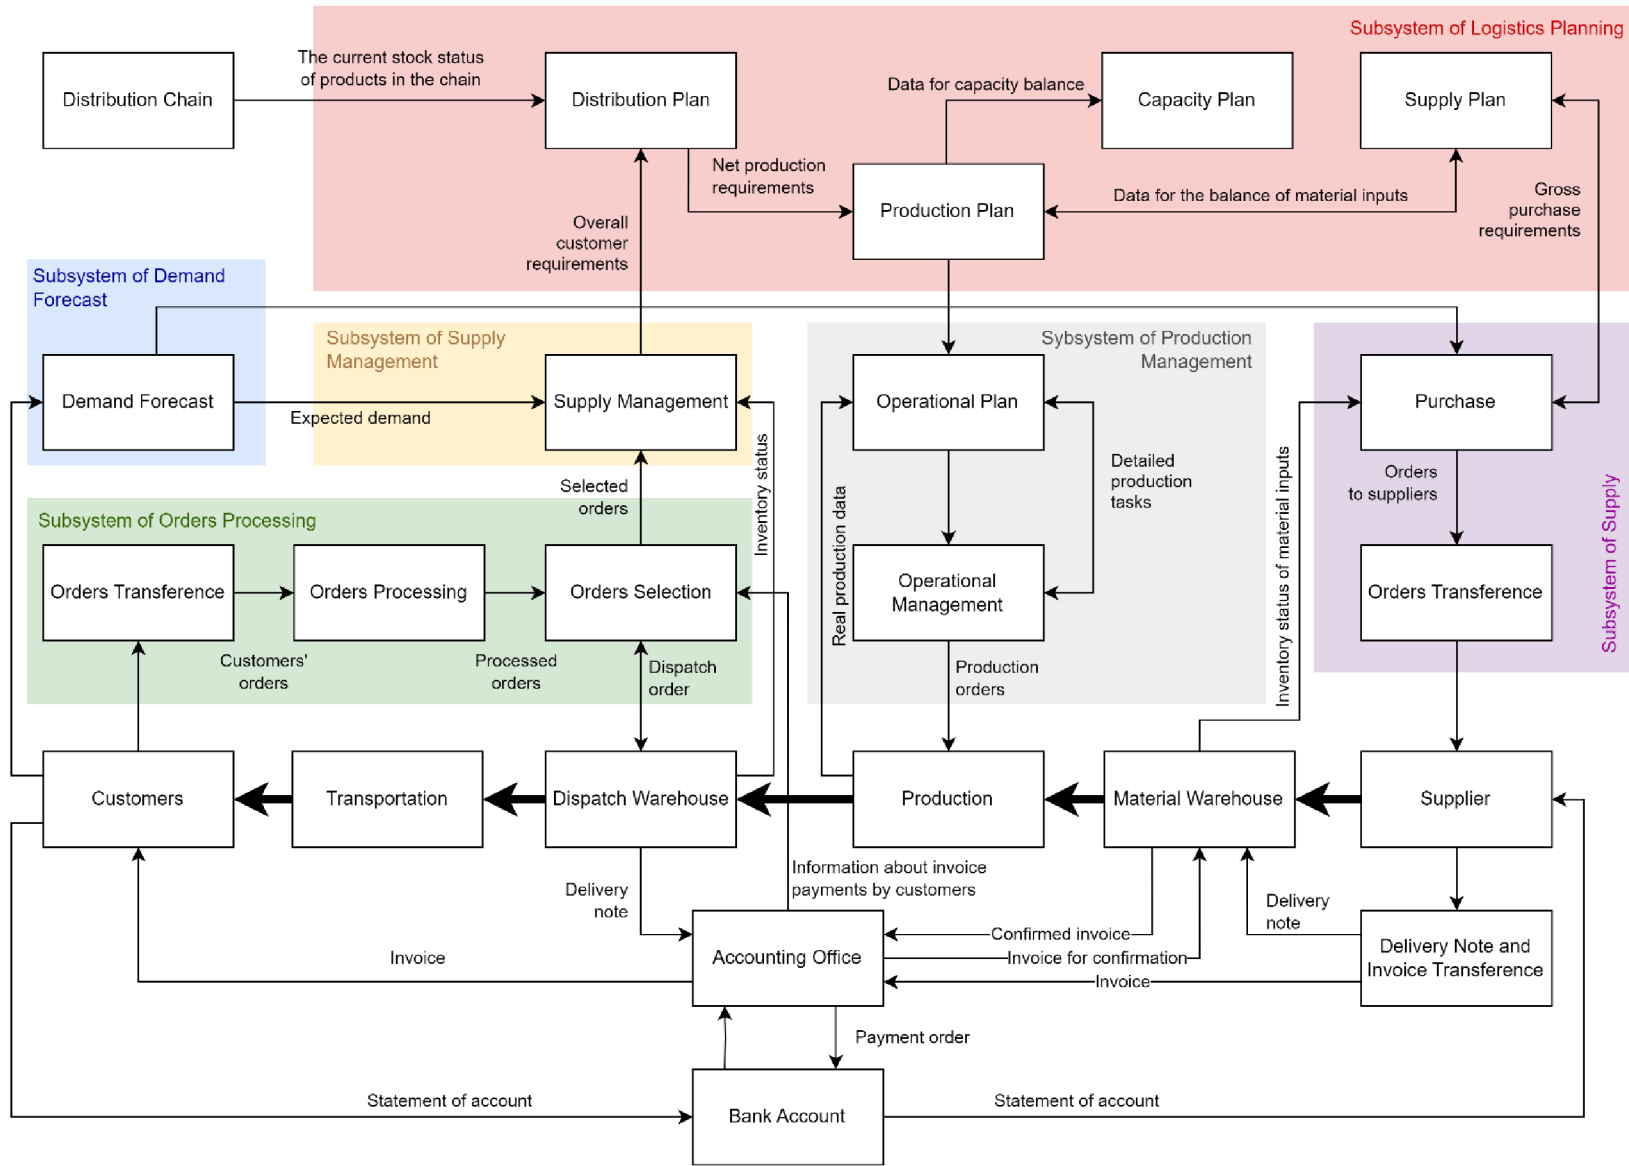 Subsystem of Logistics Planning
The current stock status
of products in the chain
Distribution Chain
Distribution Plan
Data for capacity balance
Capacity Plan
Supply Plan
Net production
requirements
Production Plan
Data for the balance of material inputs
Gross
purchase
requirements
Overall
customer
requirements
Subsystem of Demand
Forecast
Subsystem of Supply
Management
Sybsystem of Production
Management
Demand Forecast
Expected demand
Supply Management
Operational Plan
Purchase
Inventory status
Detailed
production
tasks
Orders
to suppliers
Selected
orders
Real production data
Inventory status of material inputs
Subsystem of Supply
Subsystem of Orders Processing
Orders Transference
Orders Processing
Orders Selection
Operational
Management
Orders Transference
Customers'
orders
Processed
orders
Dispatch
order
Production
orders
Customers
Transportation
Dispatch Warehouse
Production
Material Warehouse
Supplier
Information about invoice
payments by customers
Delivery
note
Delivery
note
Confirmed invoice
Invoice for confirmation
Invoice
Invoice
Accounting Office
Delivery Note and
Invoice Transference
Payment order
Statement of account
Bank Account
Statement of account